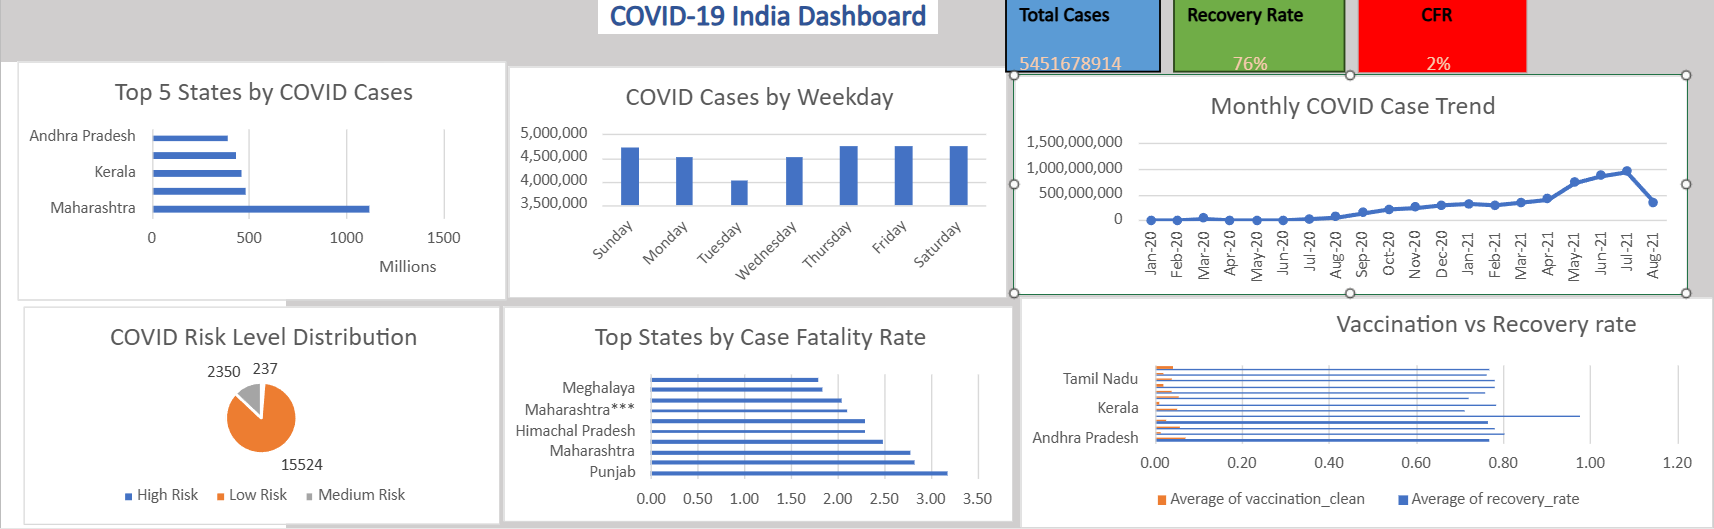 COVID-19 India Dashboard
Total Cases
5451678914
Recovery Rate
76%
CFR
2%
Top 5 States by COVID Cases
Andhra Pradesh
Kerala
Maharashtra
0 500 1000 1500
Millions
COVID Cases by Weekday
5,000,000
4,500,000
4,000,000
3,500,000
Sunday
Monday
Tuesday
Wednesday
Thursday
Friday
Saturday
Monthly COVID Case Trend
1,500,000,000
1,000,000,000
500,000,000
0
Jan-20
Feb-20
Mar-20
Apr-20
May-20
Jun-20
Jul-20
Aug-20
Sep-20
Oct-20
Nov-20
Dec-20
Jan-21
Feb-21
Mar-21
Apr-21
May-21
Jun-21
Jul-21
Aug-21
COVID Risk Level Distribution
2350 237
15524
High Risk Low Risk Medium Risk
Top States by Case Fatality Rate
Meghalaya
Maharashtra***
Himachal Pradesh
Maharashtra
Punjab
0.00 0.50 1.00 1.50 2.00 2.50 3.00 3.50
Vaccination vs Recovery rate
Tamil Nadu
Kerala
Andhra Pradesh
0.00 0.20 0.40 0.60 0.80 1.00 1.20
Average of vaccination_clean Average of recovery_rate